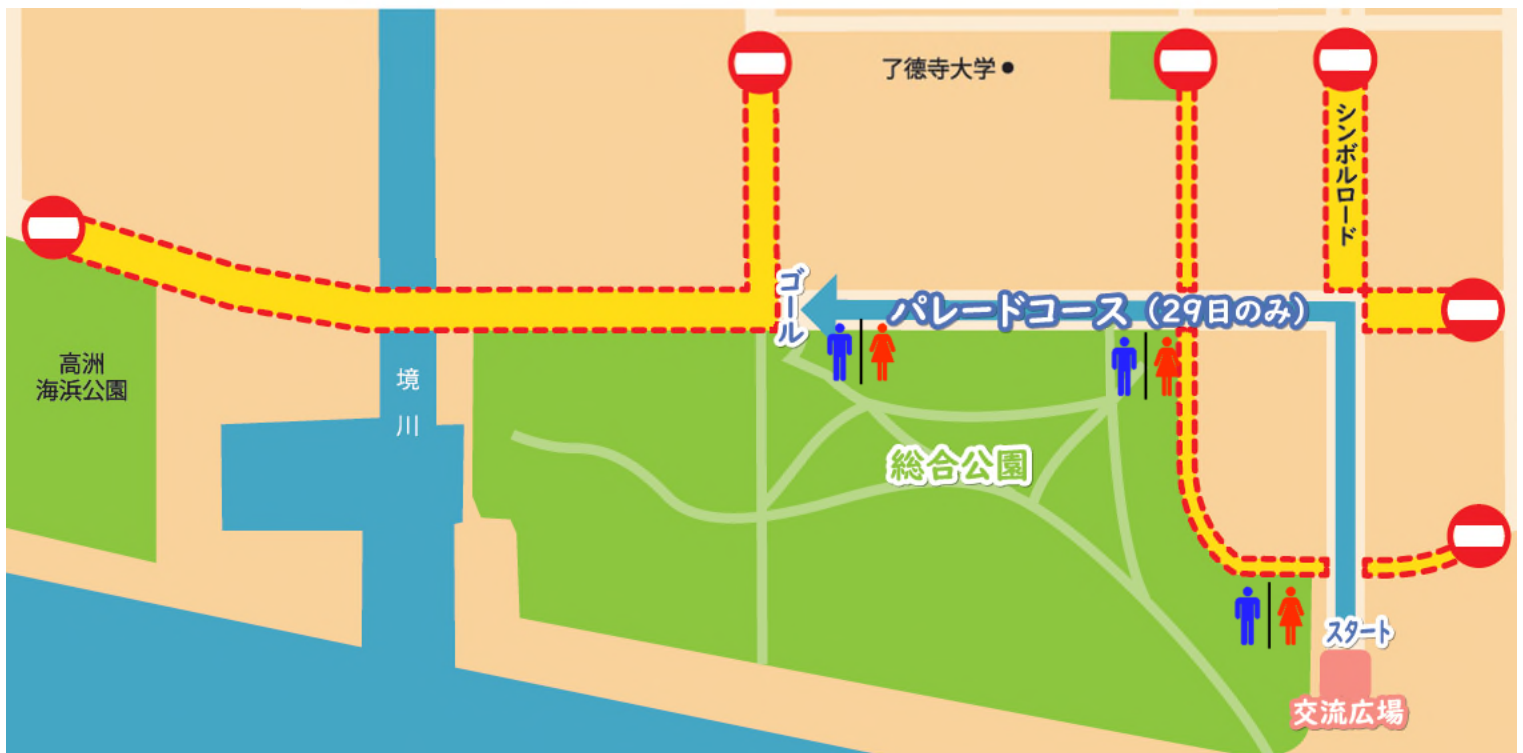 了德寺大学
シンボルロード
ゴール
パレードコース（29日のみ）
高洲
海浜公園
境
川
総合公園
スタート
交流広場